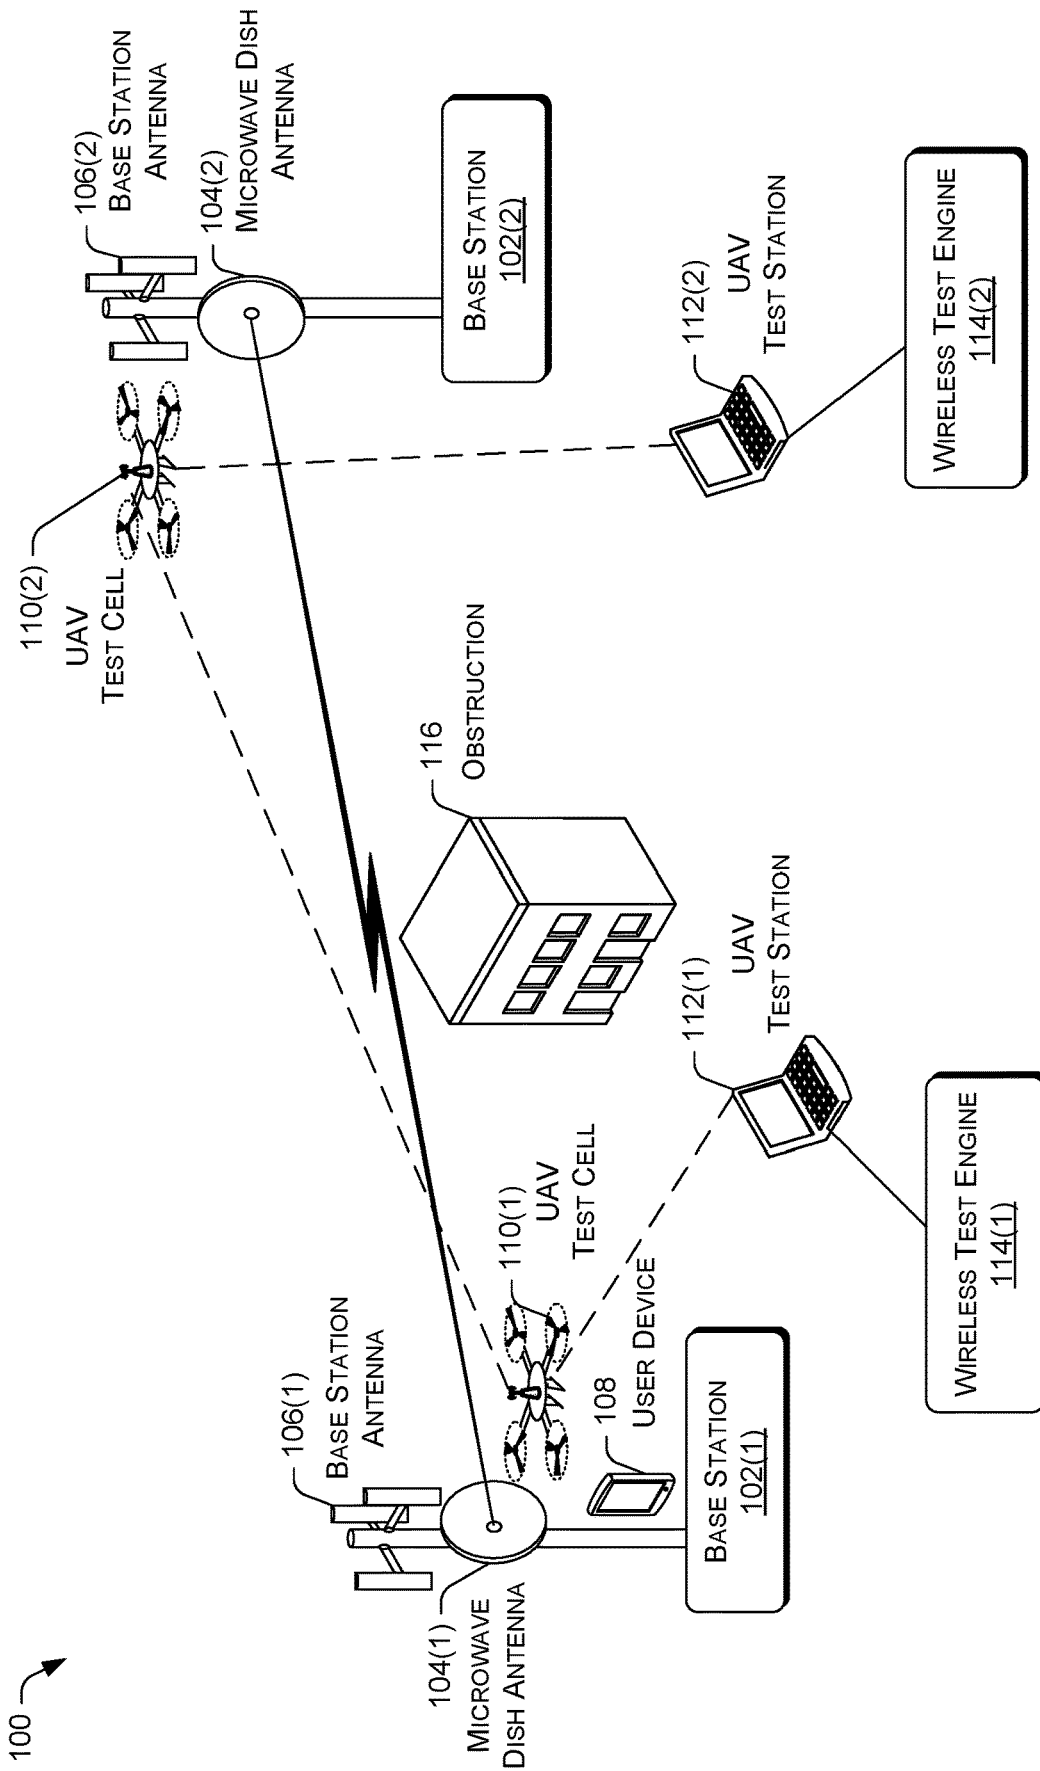 100
106(1)
BASE STATION
ANTENNA
104(1)
MICROWAVE
DISH ANTENNA
108
USER DEVICE
BASE STATION
102(1)
110(1)
UAV
TEST CELL
112(1)
UAV
TEST STATION
WIRELESS TEST ENGINE
114(1)
116
OBSTRUCTION
110(2)
UAV
TEST CELL
106(2)
BASE STATION
ANTENNA
104(2)
MICROWAVE DISH
ANTENNA
BASE STATION
102(2)
112(2)
UAV
TEST STATION
WIRELESS TEST ENGINE
114(2)